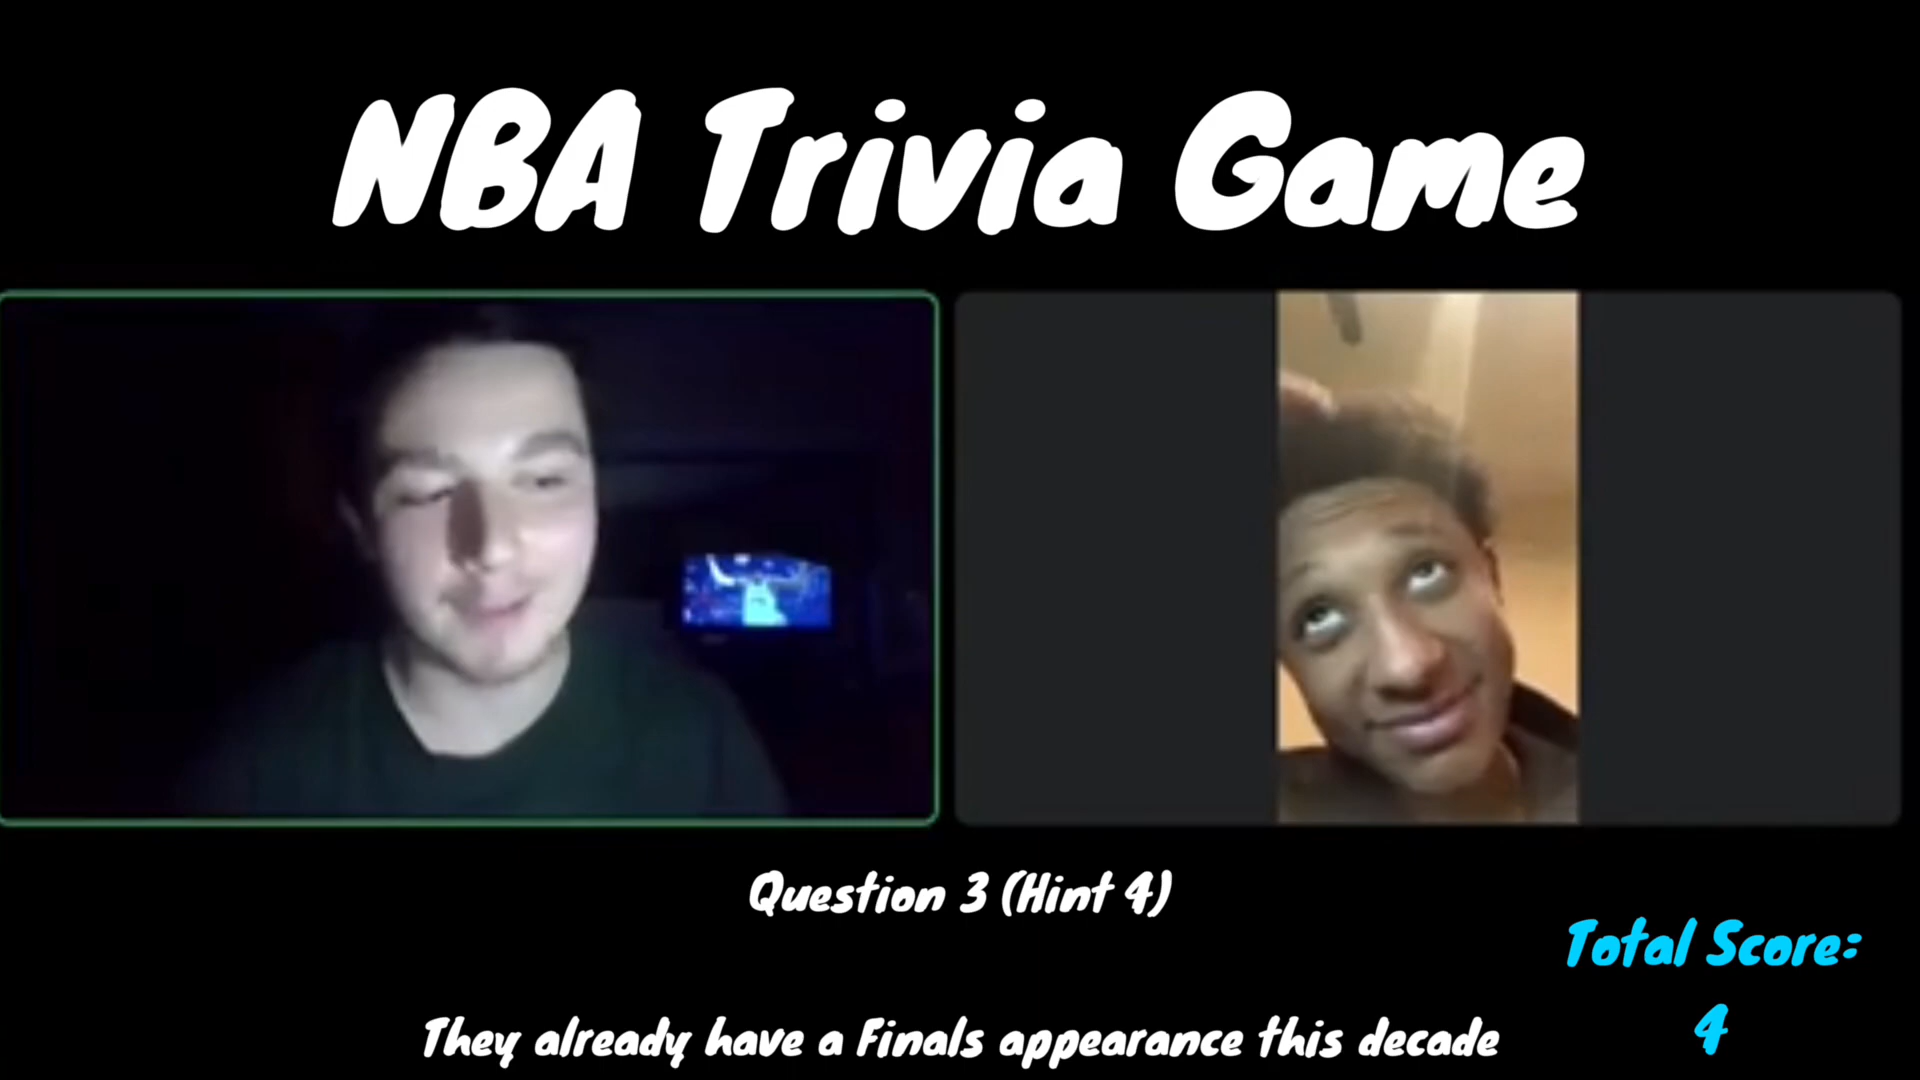 NBA Trivia Game
Question 3 (Hint 4)
Total Score:
4
They already have a Finals appearance this decade